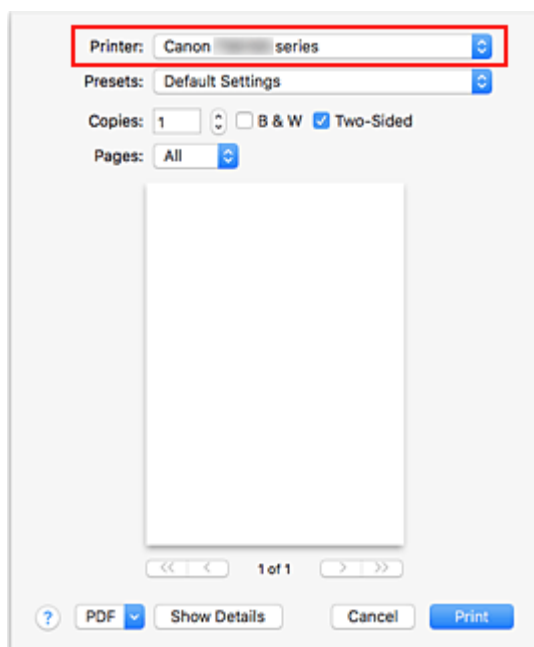 Printer: Canon series
Presets: Default Settings
Copies: 1 B & W Two-Sided
Pages: All
<< < 1 of 1 > >>
? PDF Show Details Cancel Print